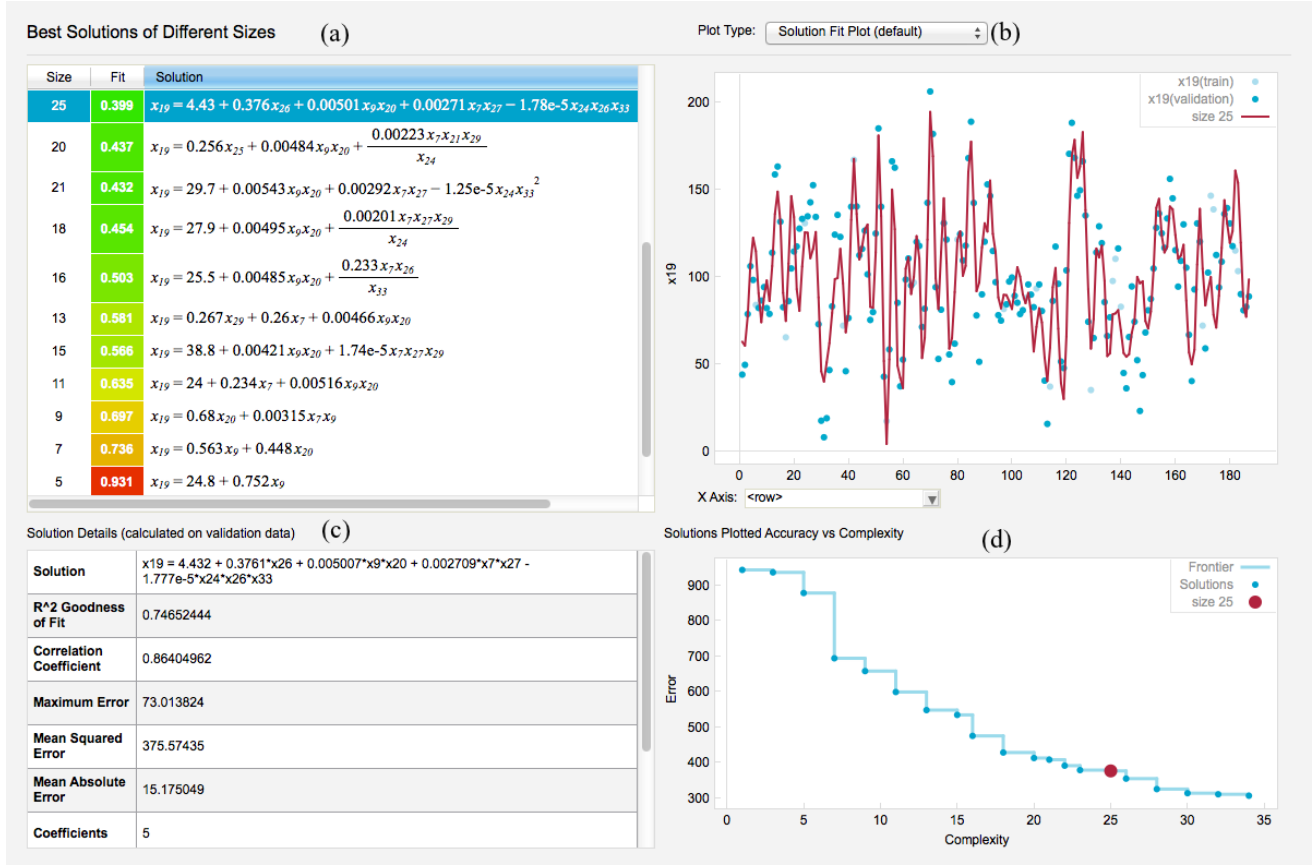 Best Solutions of Different Sizes
(a)
Plot Type:
Solution Fit Plot (default)
(b)
Size Fit Solution
25 0.399 x₁₉ = 4.43 + 0.376x₂₆ + 0.00501x₉x₂₀ + 0.00271x₇x₂₇ − 1.78e-5x₂₄x₂₆x₃₃
20 0.437 x₁₉ = 0.256x₂₅ + 0.00484x₉x₂₀ + 0.00223x₇x₂₁x₂₉ / x₂₄
21 0.432 x₁₉ = 29.7 + 0.00543x₉x₂₀ + 0.00292x₇x₂₇ − 1.25e-5x₂₄x₃₃²
18 0.454 x₁₉ = 27.9 + 0.00495x₉x₂₀ + 0.00201x₇x₂₇x₂₉ / x₂₄
16 0.503 x₁₉ = 25.5 + 0.00485x₉x₂₀ + 0.233x₇x₂₆ / x₃₃
13 0.581 x₁₉ = 0.267x₂₉ + 0.26x₇ + 0.00466x₉x₂₀
15 0.566 x₁₉ = 38.8 + 0.00421x₉x₂₀ + 1.74e-5x₇x₂₇x₂₉
11 0.635 x₁₉ = 24 + 0.234x₇ + 0.00516x₉x₂₀
9 0.697 x₁₉ = 0.68x₂₀ + 0.00315x₇x₉
7 0.736 x₁₉ = 0.563x₉ + 0.448x₂₀
5 0.931 x₁₉ = 24.8 + 0.752x₉
x19(train)
x19(validation)
size 25
x19
200
150
100
50
0
0 20 40 60 80 100 120 140 160 180
X Axis: <row>
Solution Details (calculated on validation data)
(c)
Solution
x19 = 4.432 + 0.3761*x26 + 0.005007*x9*x20 + 0.002709*x7*x27 -
1.777e-5*x24*x26*x33
R^2 Goodness
of Fit
0.74652444
Correlation
Coefficient
0.86404962
Maximum Error 73.013824
Mean Squared
Error
375.57435
Mean Absolute
Error
15.175049
Coefficients 5
Solutions Plotted Accuracy vs Complexity
(d)
Frontier
Solutions
size 25
Error
900
800
700
600
500
400
300
0 5 10 15 20 25 30 35
Complexity